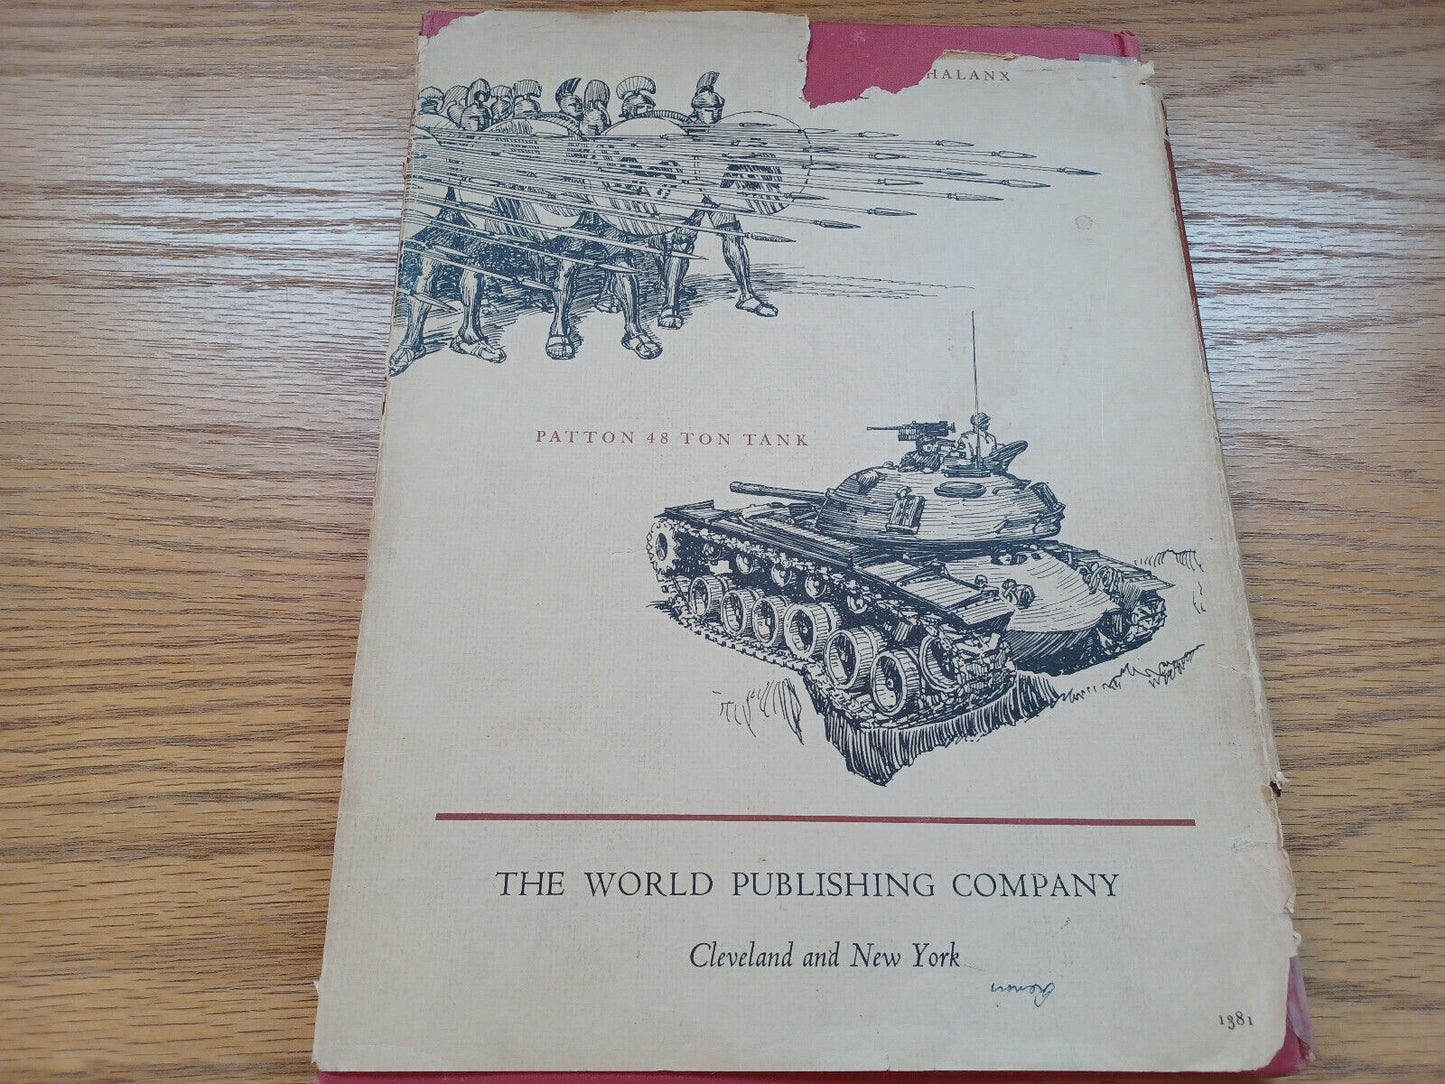 HALANX
PATTON 48 TON TANK
THE WORLD PUBLISHING COMPANY
Cleveland and New York
1381